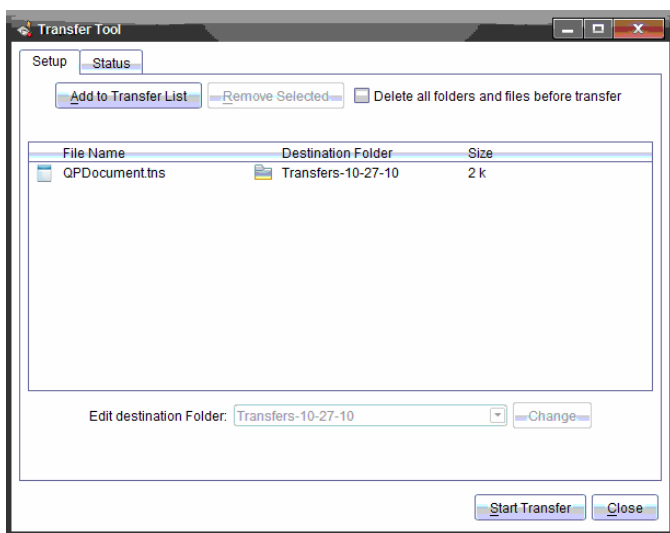 Transfer Tool
Setup Status
Add to Transfer List Remove Selected Delete all folders and files before transfer
File Name Destination Folder Size
QPDocument.tns Transfers-10-27-10 2 k
Edit destination Folder: Transfers-10-27-10 Change
Start Transfer Close